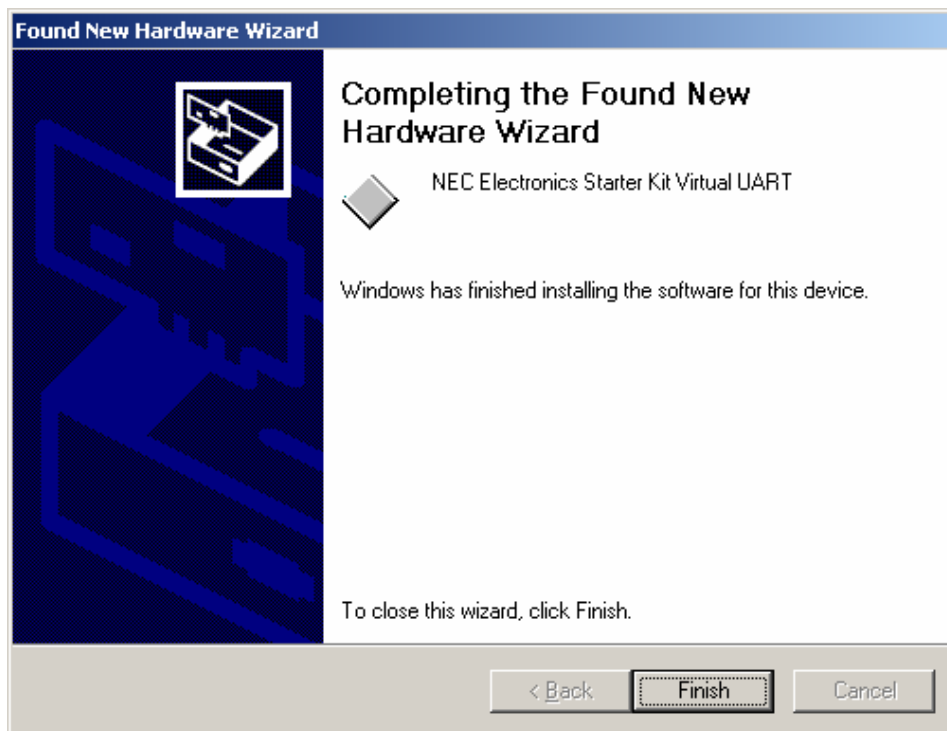 Found New Hardware Wizard
Completing the Found New
Hardware Wizard
NEC Electronics Starter Kit Virtual UART
Windows has finished installing the software for this device.
To close this wizard, click Finish.
< Back
Finish
Cancel